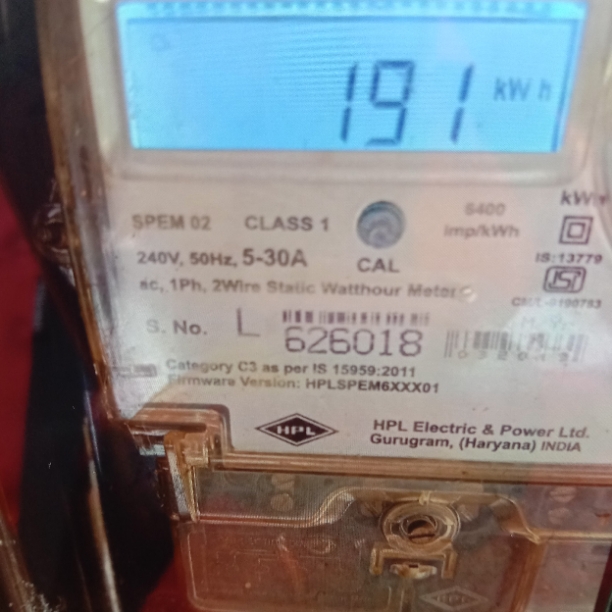 191 kWh
SPEM 02 CLASS 1
6400 imp/kWh
240V, 50Hz, 5-30A
CAL
IS:13779
ac, 1Ph, 2Wire Static Watthour Meter
S. No. L 626018
Category C3 as per IS 15959:2011
Firmware Version: HPLSPEM6XXX01
HPL
HPL Electric & Power Ltd.
Gurugram, (Haryana) INDIA
HPL